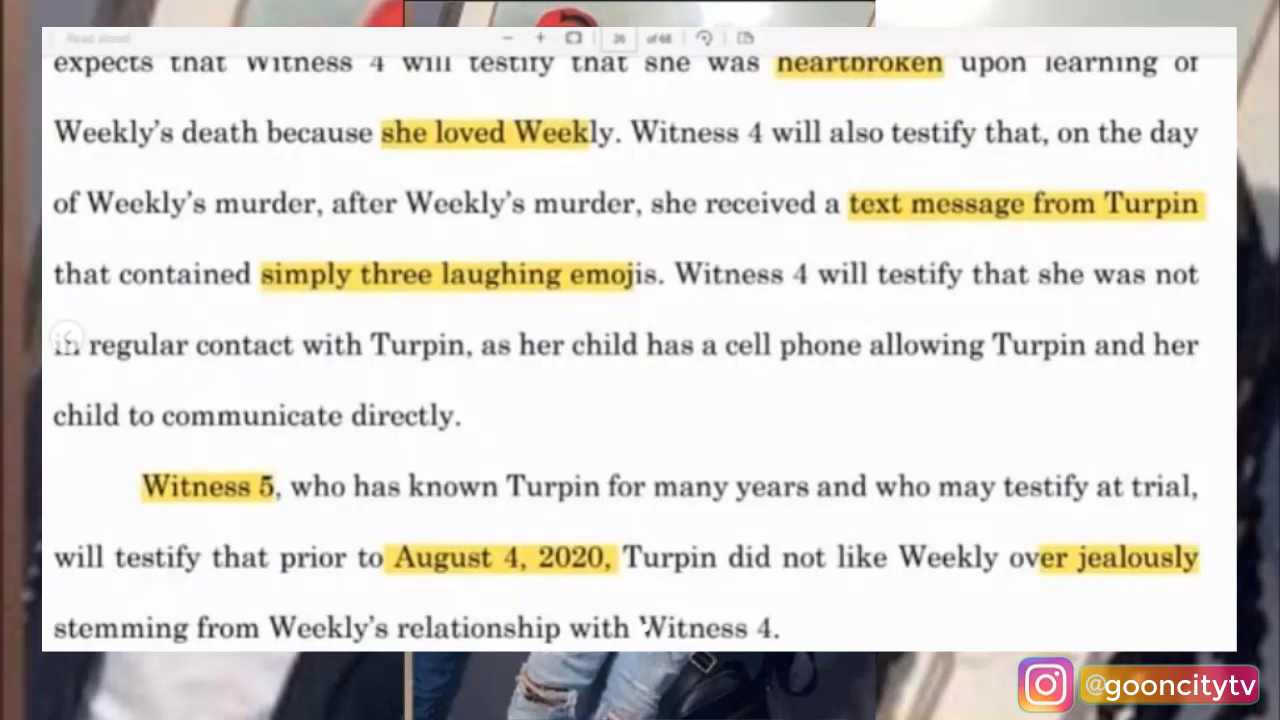 Read aloud
36 of 68
expects that Witness 4 will testify that she was heartbroken upon learning of
Weekly’s death because she loved Weekly. Witness 4 will also testify that, on the day
of Weekly’s murder, after Weekly’s murder, she received a text message from Turpin
that contained simply three laughing emojis. Witness 4 will testify that she was not
in regular contact with Turpin, as her child has a cell phone allowing Turpin and her
child to communicate directly.
Witness 5, who has known Turpin for many years and who may testify at trial,
will testify that prior to August 4, 2020, Turpin did not like Weekly over jealously
stemming from Weekly’s relationship with Witness 4.
@gooncitytv